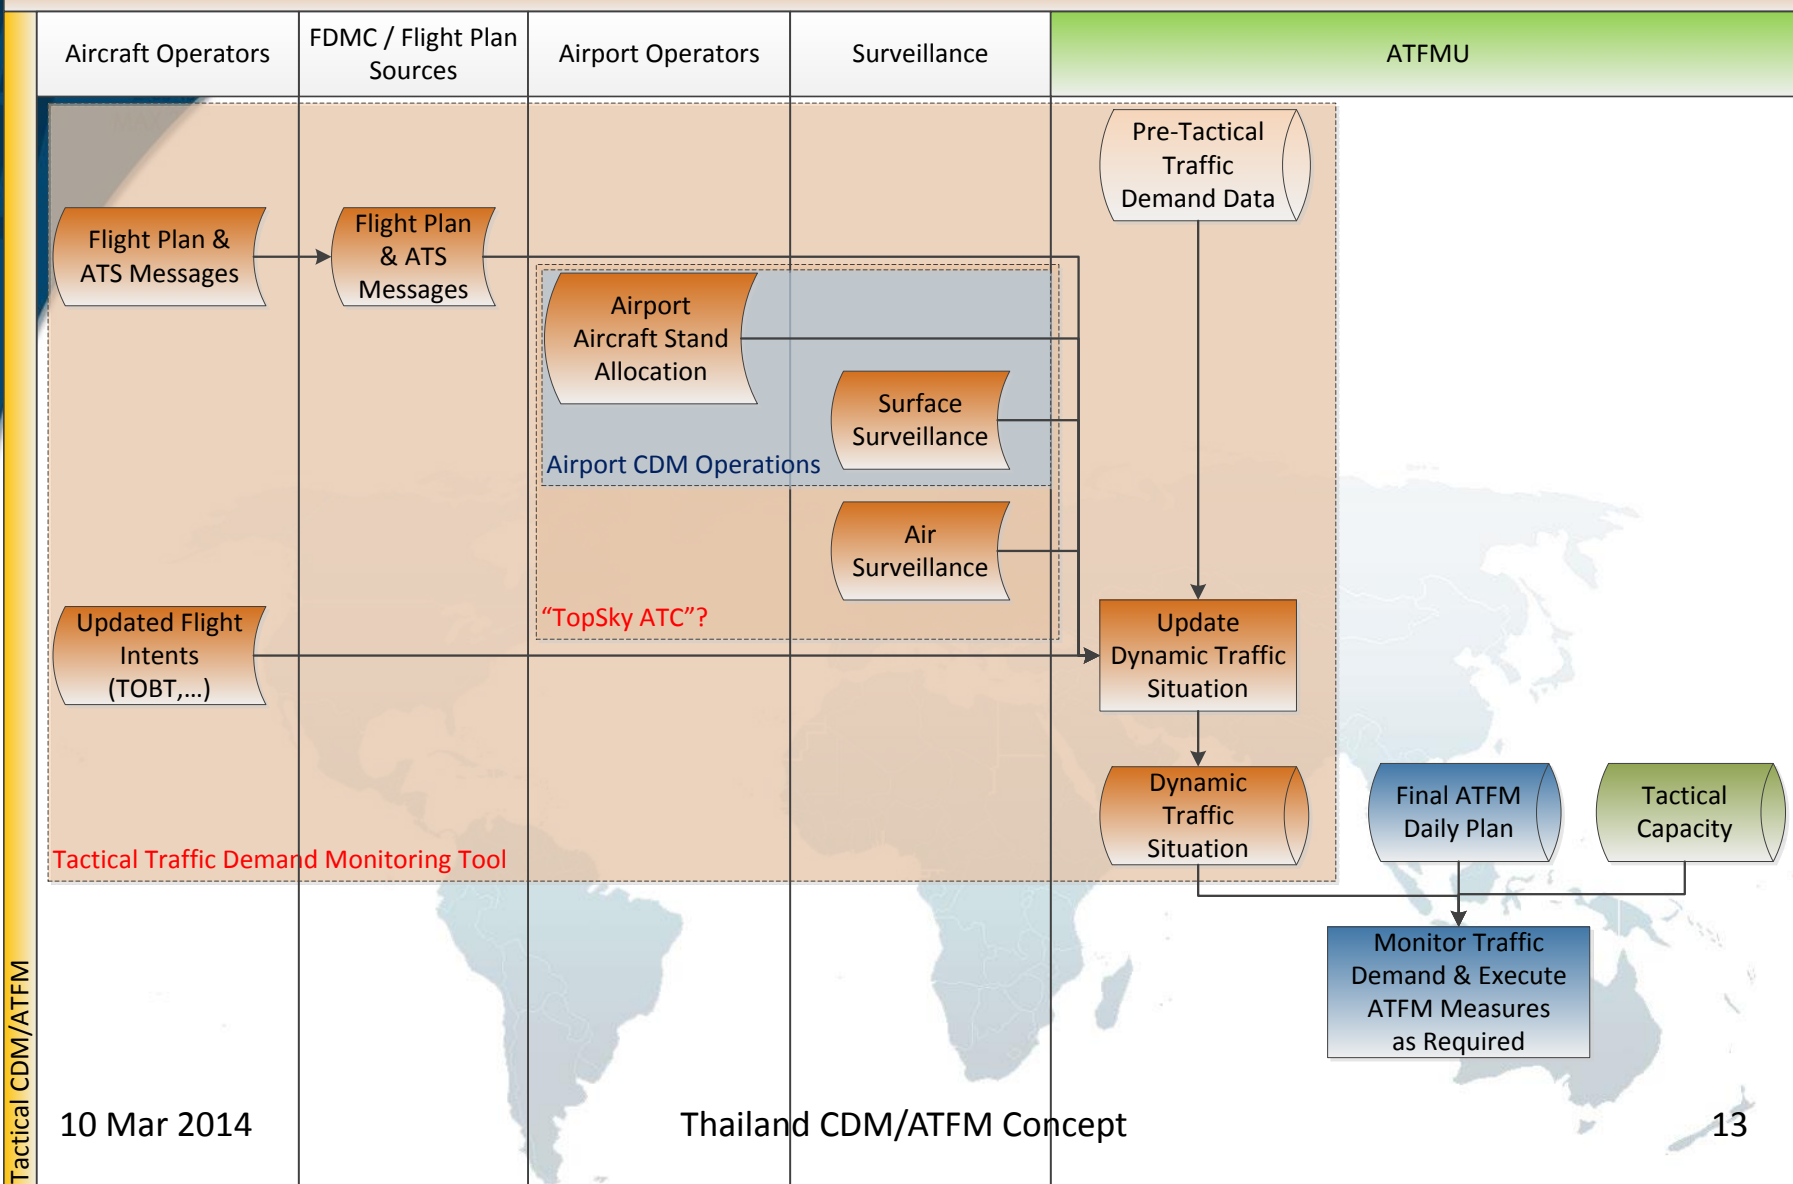 Aircraft Operators
FDMC / Flight Plan
Sources
Airport Operators
Surveillance
ATFMU
Pre-Tactical
Traffic
Demand Data
Flight Plan &
ATS Messages
Flight Plan
& ATS
Messages
Airport
Aircraft Stand
Allocation
Surface
Surveillance
Airport CDM Operations
Air
Surveillance
“TopSky ATC”?
Updated Flight
Intents
(TOBT,...)
Update
Dynamic Traffic
Situation
Dynamic
Traffic
Situation
Final ATFM
Daily Plan
Tactical
Capacity
Tactical Traffic Demand Monitoring Tool
Monitor Traffic
Demand & Execute
ATFM Measures
as Required
Tactical CDM/ATFM
10 Mar 2014
Thailand CDM/ATFM Concept
13